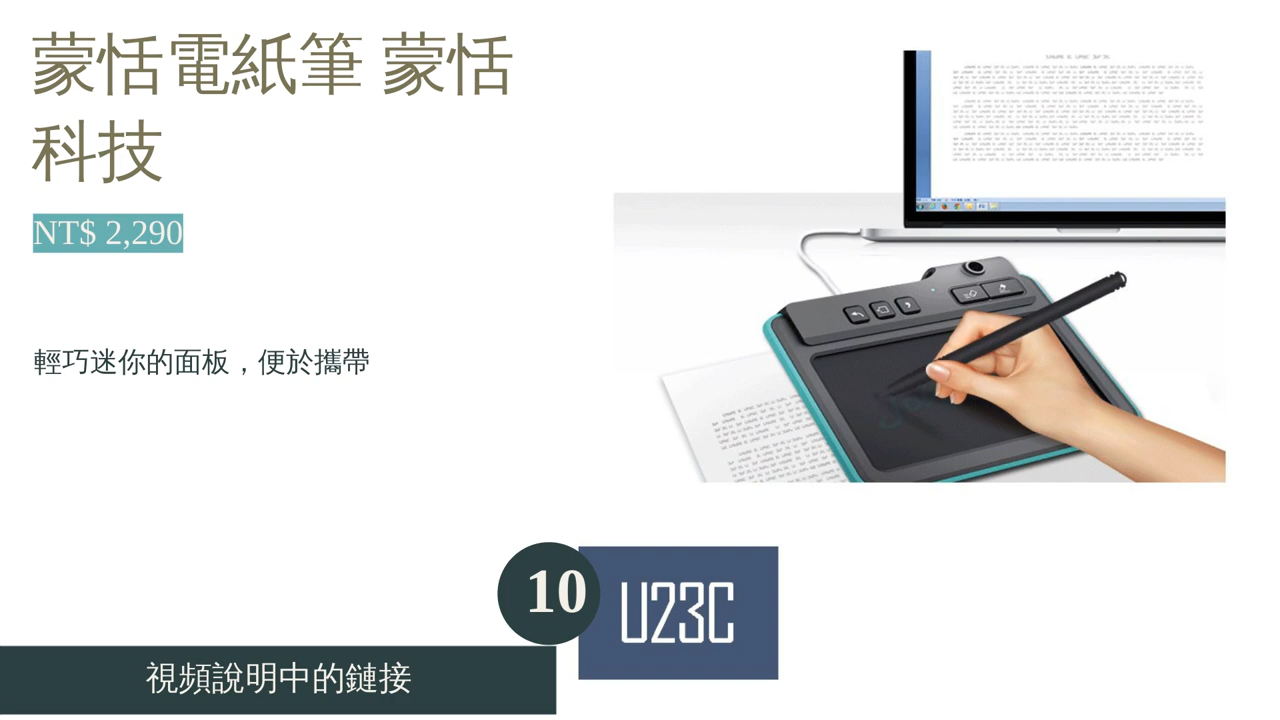 蒙恬電紙筆 蒙恬
科技
NT$ 2,290
輕巧迷你的面板，便於攜帶
10
U23C
視頻說明中的鏈接